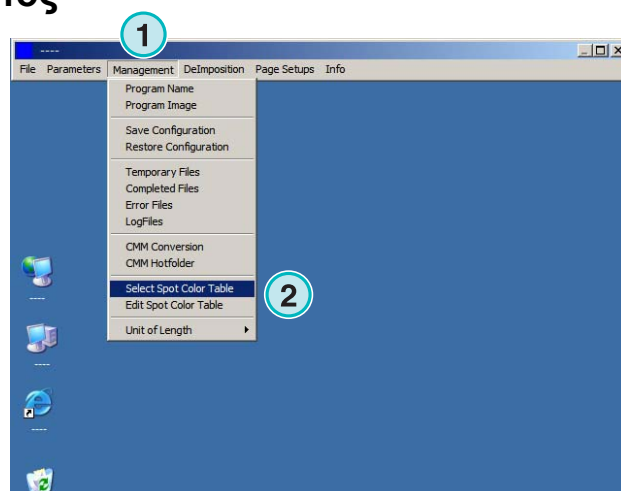 1
----
File Parameters Management DeImposition Page Setups Info
Program Name
Program Image
Save Configuration
Restore Configuration
Temporary Files
Completed Files
Error Files
LogFiles
CMM Conversion
CMM Hotfolder
Select Spot Color Table
2
Edit Spot Color Table
Unit of Length
----
----
----